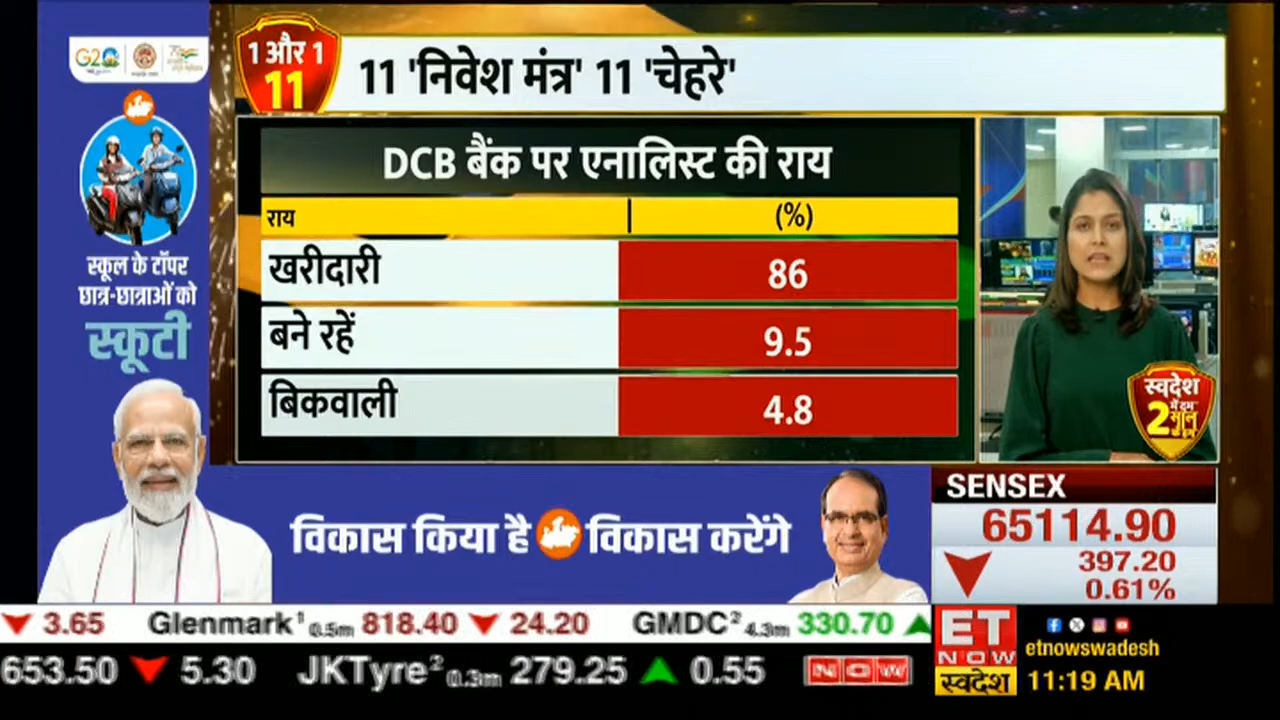 G20
1 और 1
11
11 'निवेश मंत्र' 11 'चेहरे'
DCB बैंक पर एनालिस्ट की राय
राय (%)
खरीदारी 86
बने रहें 9.5
बिकवाली 4.8
स्कूल के टॉपर
छात्र-छात्राओं को
स्कूटी
स्वदेश
2 साल
विकास किया है विकास करेंगे
SENSEX
65114.90
397.20
0.61%
3.65 Glenmark¹ 0.5m 818.40 24.20 GMDC² 4.3m 330.70
653.50 5.30 JKTyre² 0.3m 279.25 0.55 NOW
ET
NOW
स्वदेश
etnowswadesh
11:19 AM